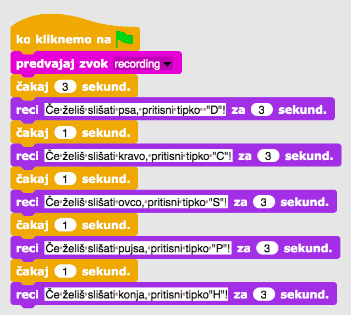 ko kliknemo na
predvajaj zvok recording
čakaj 3 sekund.
reci Če želiš slišati psa, pritisni tipko "D"! za 3 sekund.
čakaj 1 sekund.
reci Če želiš slišati kravo, pritisni tipko "C"! za 3 sekund.
čakaj 1 sekund.
reci Če želiš slišati ovco, pritisni tipko "S"! za 3 sekund.
čakaj 1 sekund.
reci Če želiš slišati pujsa, pritisni tipko "P"! za 3 sekund.
čakaj 1 sekund.
reci Če želiš slišati konja, pritisni tipko"H"! za 3 sekund.